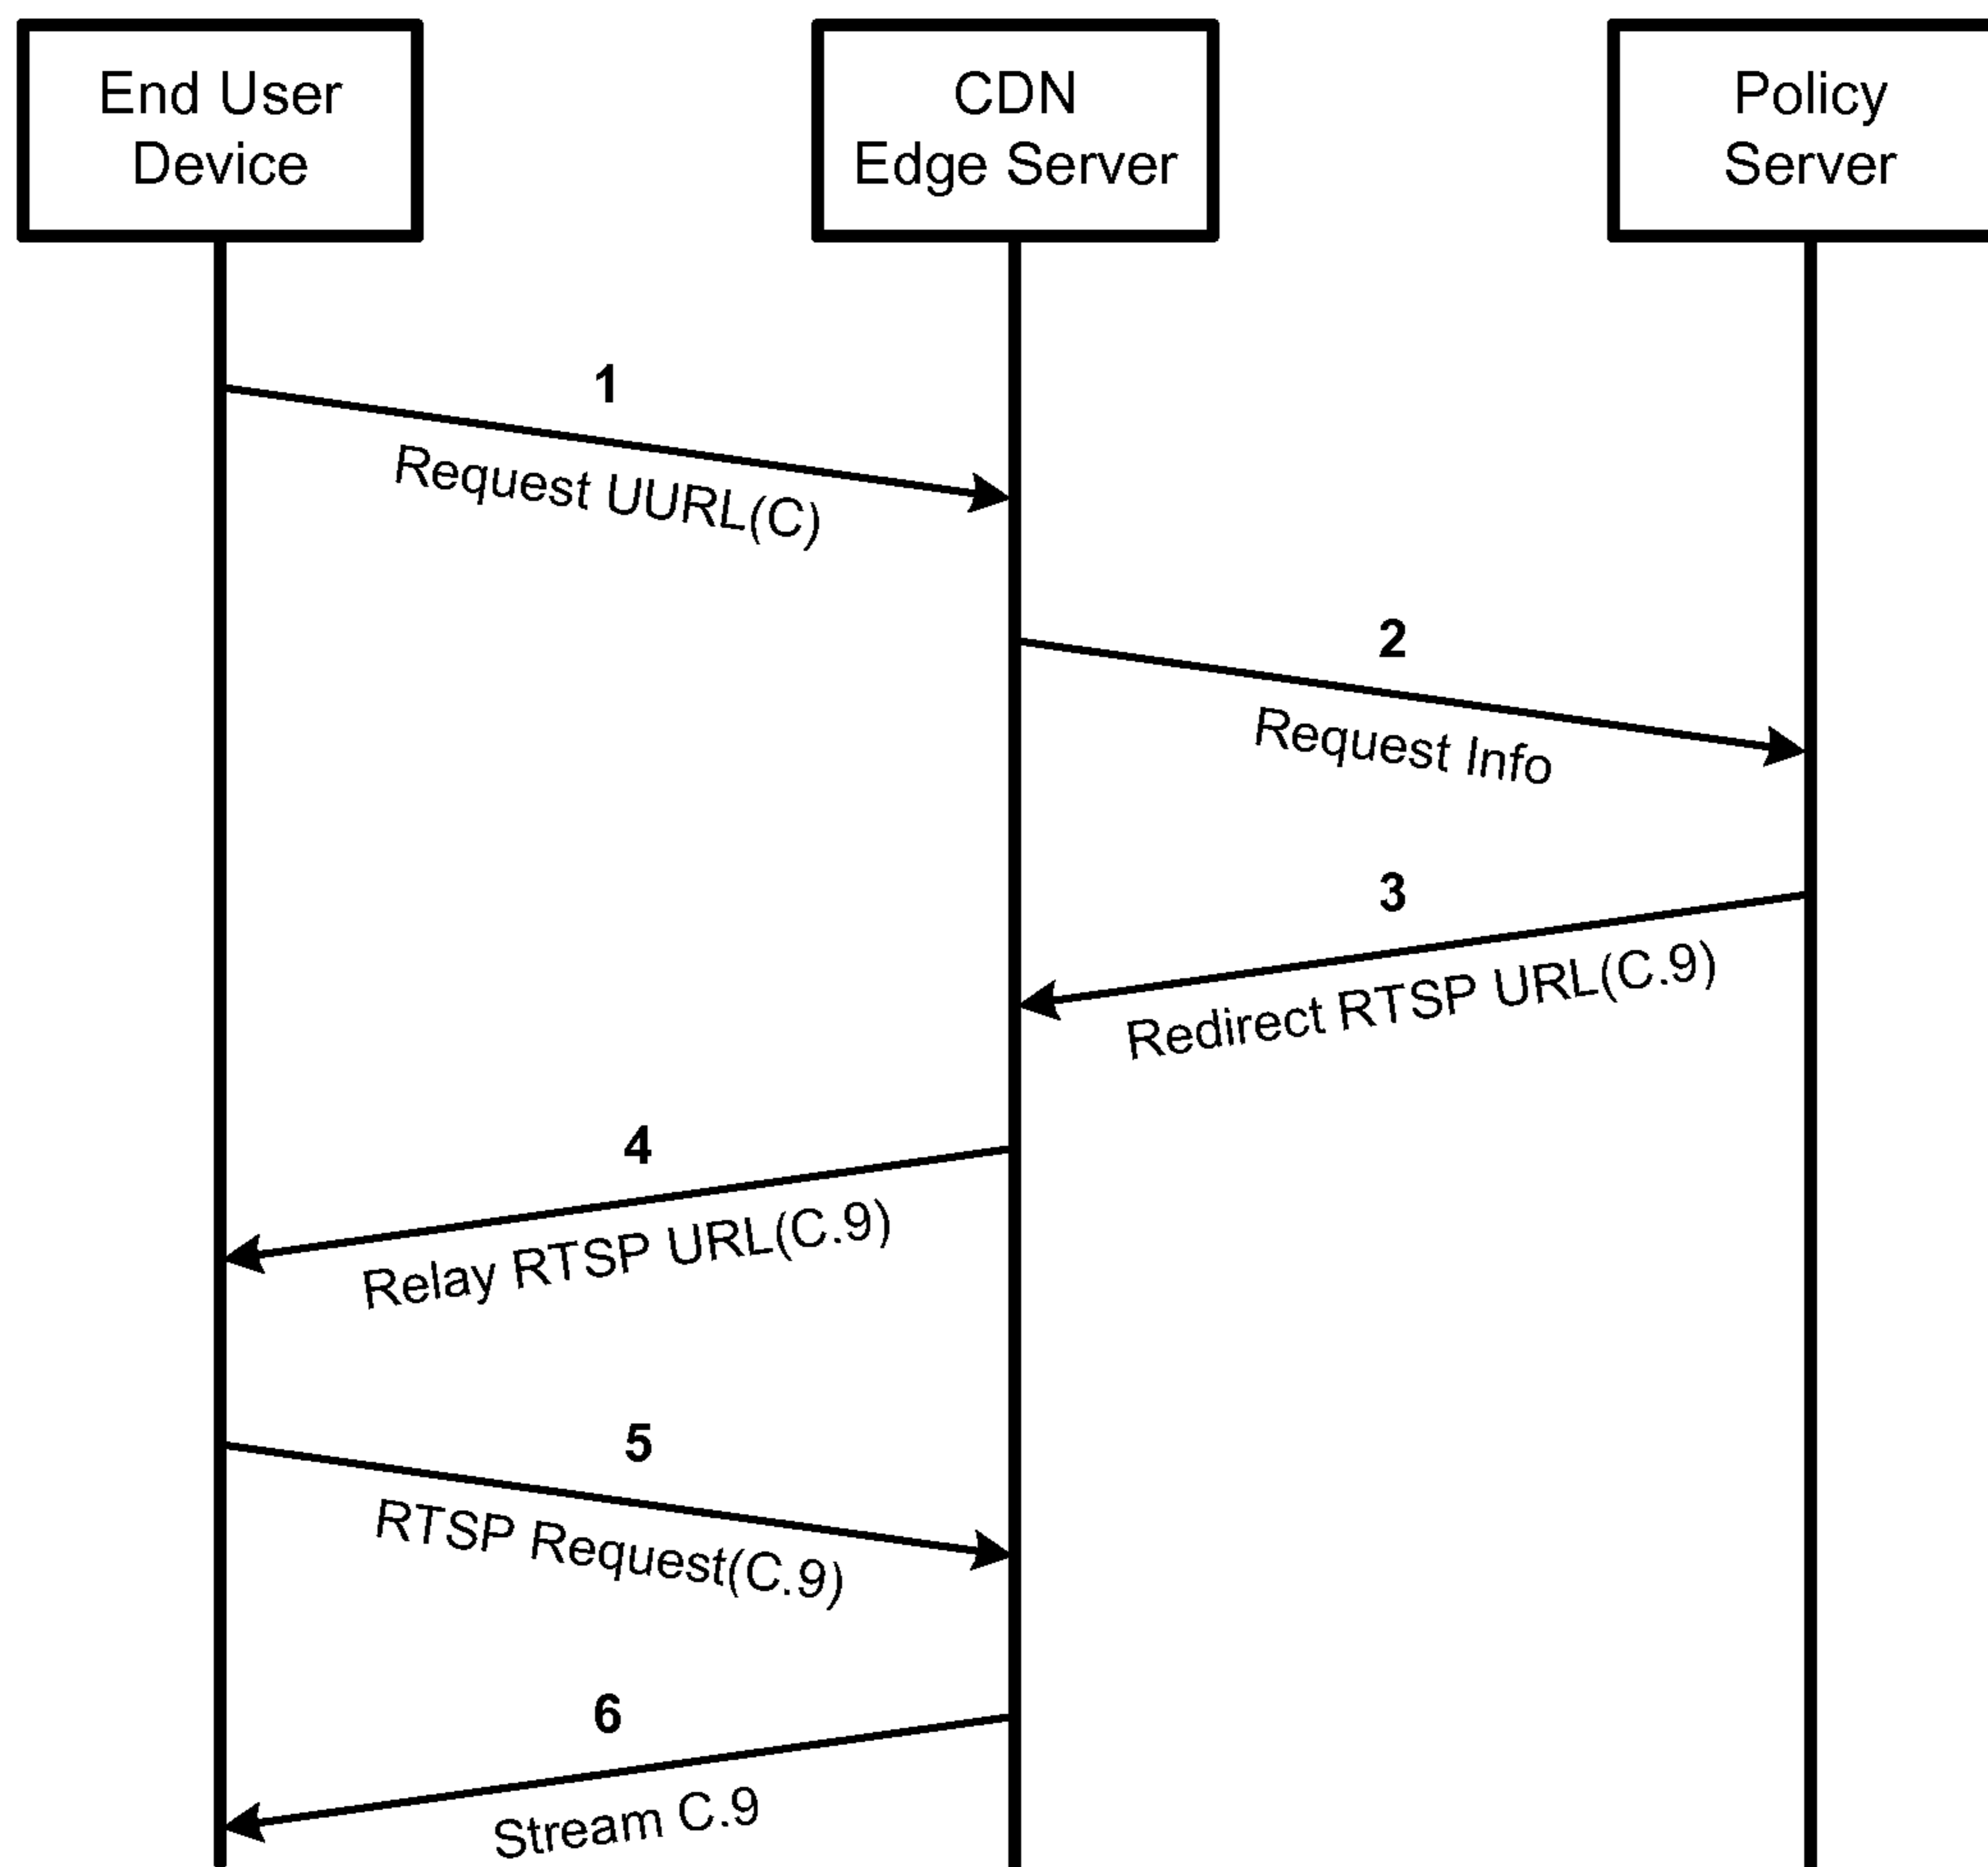 End User
Device
CDN
Edge Server
Policy
Server
1
Request UURL(C)
2
Request Info
3
Redirect RTSP URL(C.9)
4
Relay RTSP URL(C.9)
5
RTSP Request(C.9)
6
Stream C.9